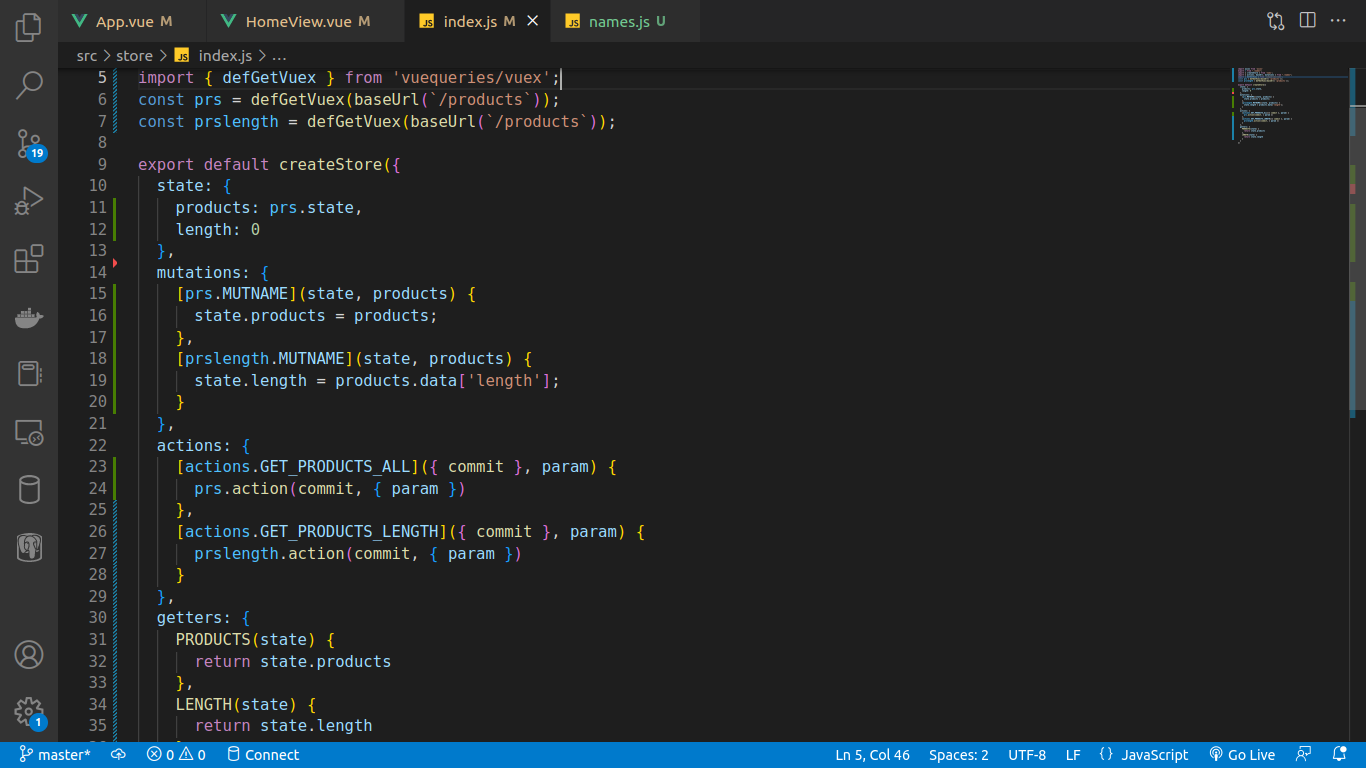 App.vue M
HomeView.vue M
JS index.js M
JS names.js U
src > store > JS index.js > ...
5 import { defGetVuex } from 'vuequeries/vuex';
6 const prs = defGetVuex(baseUrl(`/products`));
7 const prslength = defGetVuex(baseUrl(`/products`));
8
9 export default createStore({
10 state: {
11 products: prs.state,
12 length: 0
13 },
14 mutations: {
15 [prs.MUTNAME](state, products) {
16 state.products = products;
17 },
18 [prslength.MUTNAME](state, products) {
19 state.length = products.data['length'];
20 }
21 },
22 actions: {
23 [actions.GET_PRODUCTS_ALL]({ commit }, param) {
24 prs.action(commit, { param })
25 },
26 [actions.GET_PRODUCTS_LENGTH]({ commit }, param) {
27 prslength.action(commit, { param })
28 }
29 },
30 getters: {
31 PRODUCTS(state) {
32 return state.products
33 },
34 LENGTH(state) {
35 return state.length
19
1
master* 0 0 Connect Ln 5, Col 46 Spaces: 2 UTF-8 LF {} JavaScript Go Live